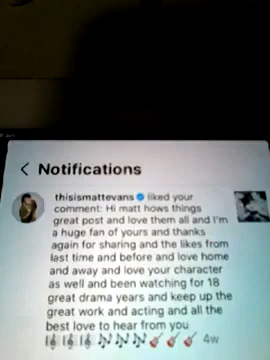 < Notifications
thisismattevans liked your
comment: Hi matt hows things
great post and love them all and I'm
a huge fan of yours and thanks
again for sharing and the likes from
last time and before and love home
and away and love your character
as well and been watching for 18
great drama years and keep up the
great work and acting and all the
best love to hear from you
🎼🎼🎼🎶🎶🎶🎸🎸🎸 4w